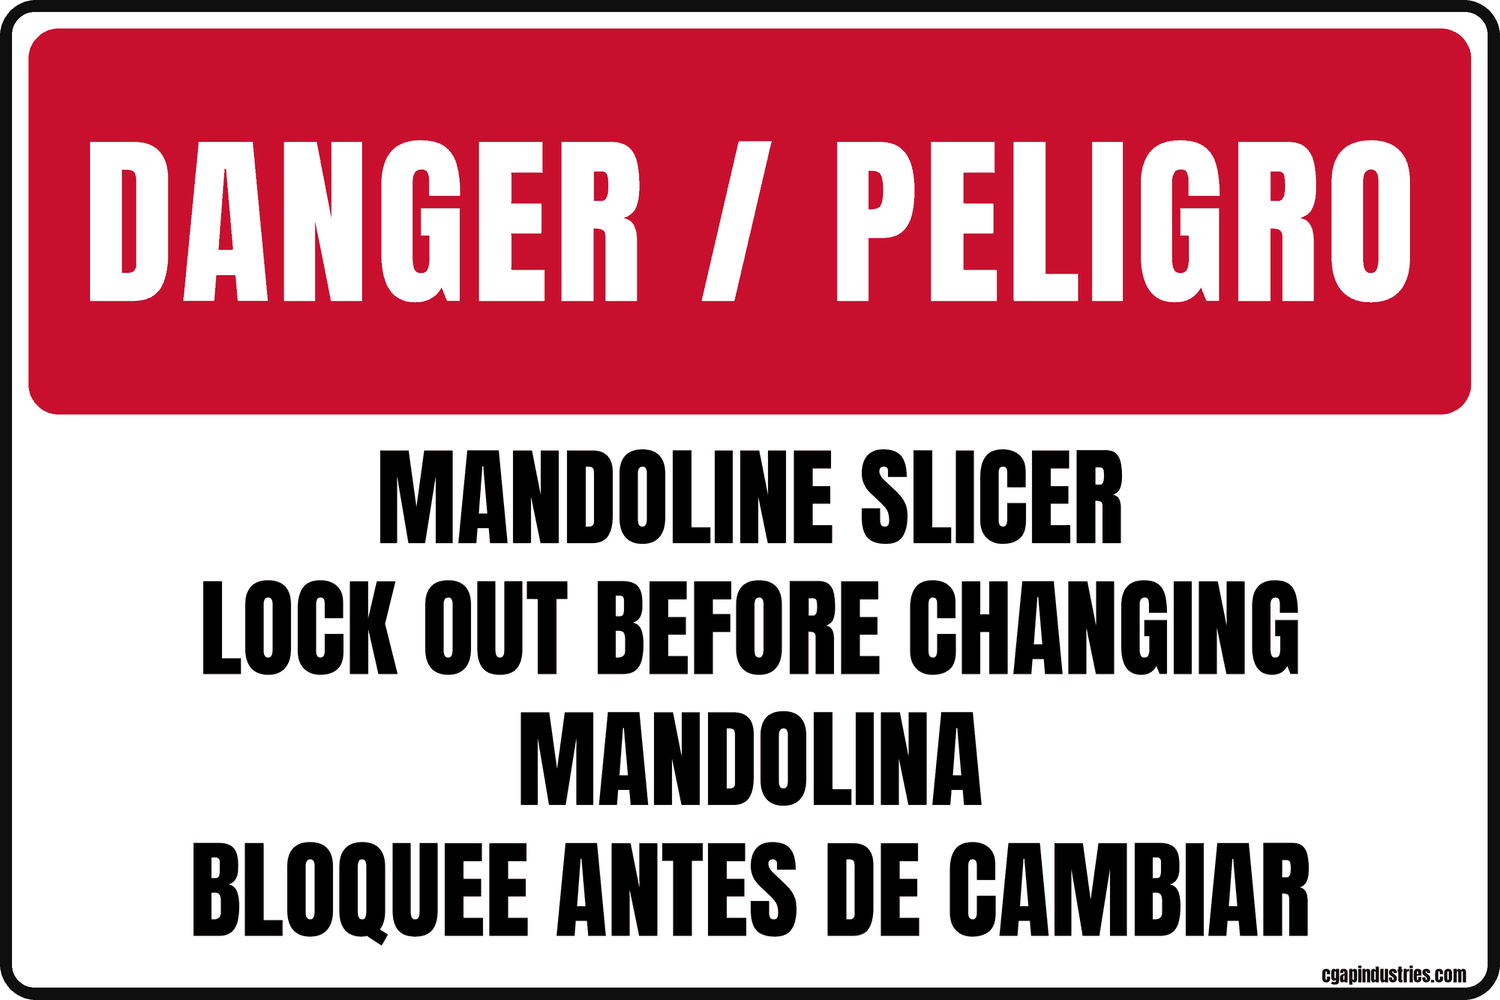 DANGER / PELIGRO
MANDOLINE SLICER
LOCK OUT BEFORE CHANGING
MANDOLINA
BLOQUEE ANTES DE CAMBIAR
cgapindustries.com